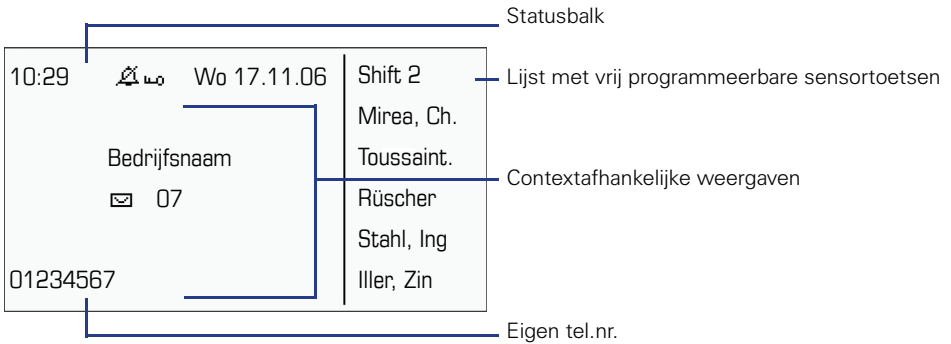 Statusbalk
10:29 Wo 17.11.06
Bedrijfsnaam
07
01234567
Shift 2
Mirea, Ch.
Toussaint.
Rüscher
Stahl, Ing
Iller, Zin
Lijst met vrij programmeerbare sensortoetsen
Contextafhankelijke weergaven
Eigen tel.nr.